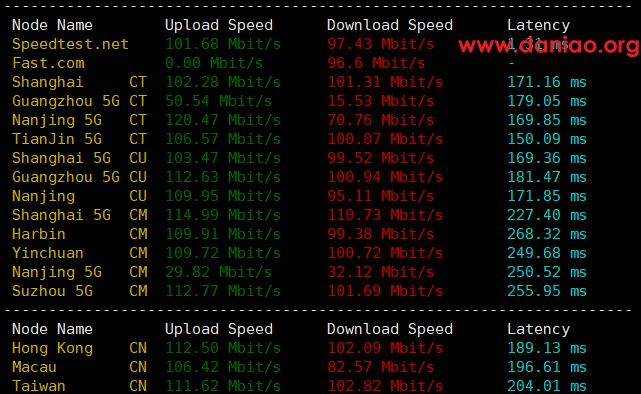 Node Name Upload Speed Download Speed Latency
Speedtest.net 101.68 Mbit/s 97.43 Mbit/s ms
www.daniao.org
Fast.com 0.00 Mbit/s 96.6 Mbit/s -
Shanghai CT 102.28 Mbit/s 101.31 Mbit/s 171.16 ms
Guangzhou 5G CT 50.54 Mbit/s 15.53 Mbit/s 179.05 ms
Nanjing 5G CT 120.47 Mbit/s 70.76 Mbit/s 169.85 ms
TianJin 5G CT 106.57 Mbit/s 100.07 Mbit/s 150.09 ms
Shanghai 5G CU 103.47 Mbit/s 99.52 Mbit/s 169.36 ms
Guangzhou 5G CU 112.63 Mbit/s 100.94 Mbit/s 181.47 ms
Nanjing CU 109.95 Mbit/s 95.11 Mbit/s 171.85 ms
Shanghai 5G CM 114.99 Mbit/s 110.73 Mbit/s 227.40 ms
Harbin CM 109.91 Mbit/s 99.38 Mbit/s 268.32 ms
Yinchuan CM 109.72 Mbit/s 100.72 Mbit/s 249.68 ms
Nanjing 5G CM 29.82 Mbit/s 32.12 Mbit/s 250.52 ms
Suzhou 5G CM 112.77 Mbit/s 101.69 Mbit/s 255.95 ms
Node Name Upload Speed Download Speed Latency
Hong Kong CN 112.50 Mbit/s 102.09 Mbit/s 189.13 ms
Macau CN 106.42 Mbit/s 82.57 Mbit/s 196.61 ms
Taiwan CN 111.62 Mbit/s 102.82 Mbit/s 204.01 ms